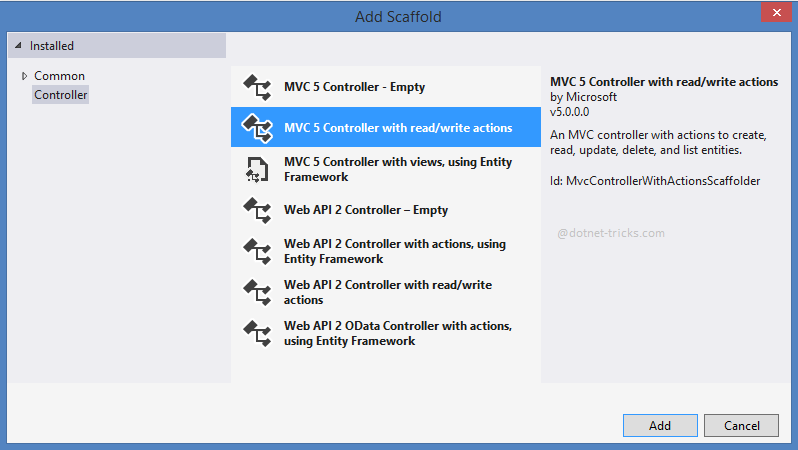 Add Scaffold
Installed
Common
Controller
MVC 5 Controller - Empty
MVC 5 Controller with read/write actions
MVC 5 Controller with views, using Entity
Framework
Web API 2 Controller – Empty
Web API 2 Controller with actions, using
Entity Framework
Web API 2 Controller with read/write
actions
Web API 2 OData Controller with actions,
using Entity Framework
MVC 5 Controller with read/write actions
by Microsoft
v5.0.0.0
An MVC controller with actions to create,
read, update, delete, and list entities.
Id: MvcControllerWithActionsScaffolder
@dotnet-tricks.com
Add
Cancel